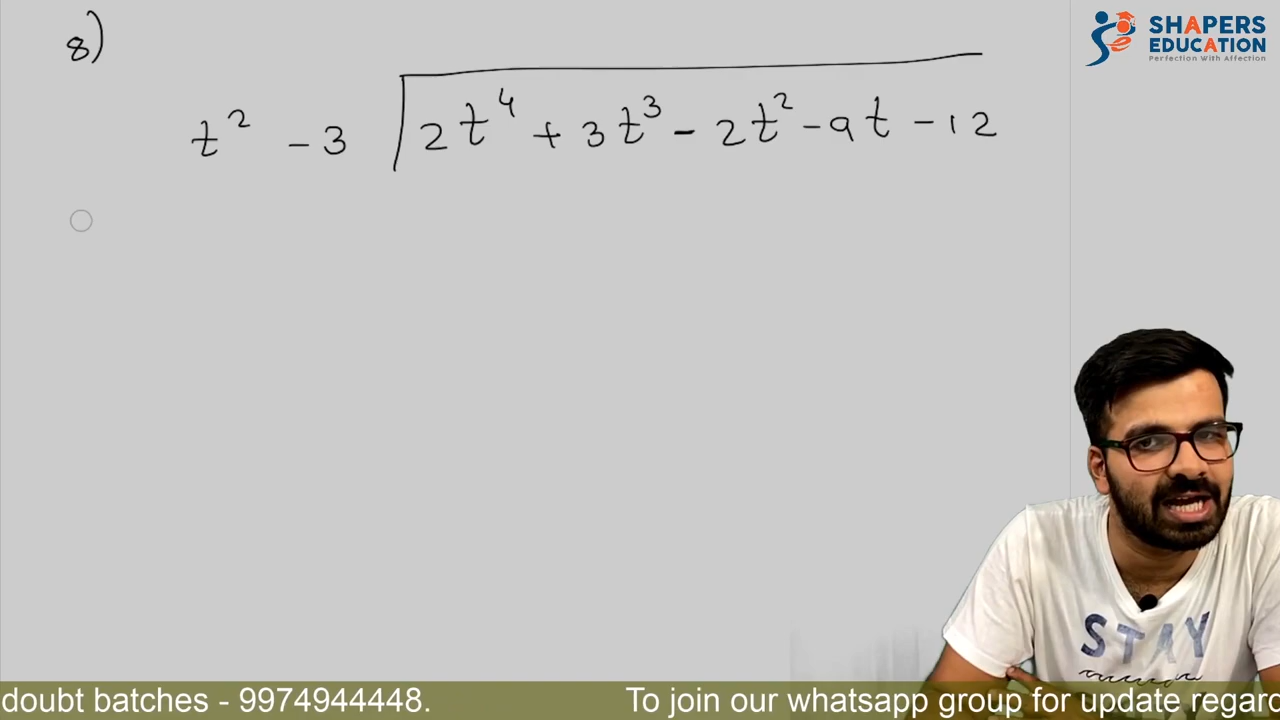 8)
SHAPERS
EDUCATION
Perfection With Affection
t² - 3 2t⁴ + 3t³ - 2t² - 9t - 12
STAY
doubt batches - 9974944448. To join our whatsapp group for update regard